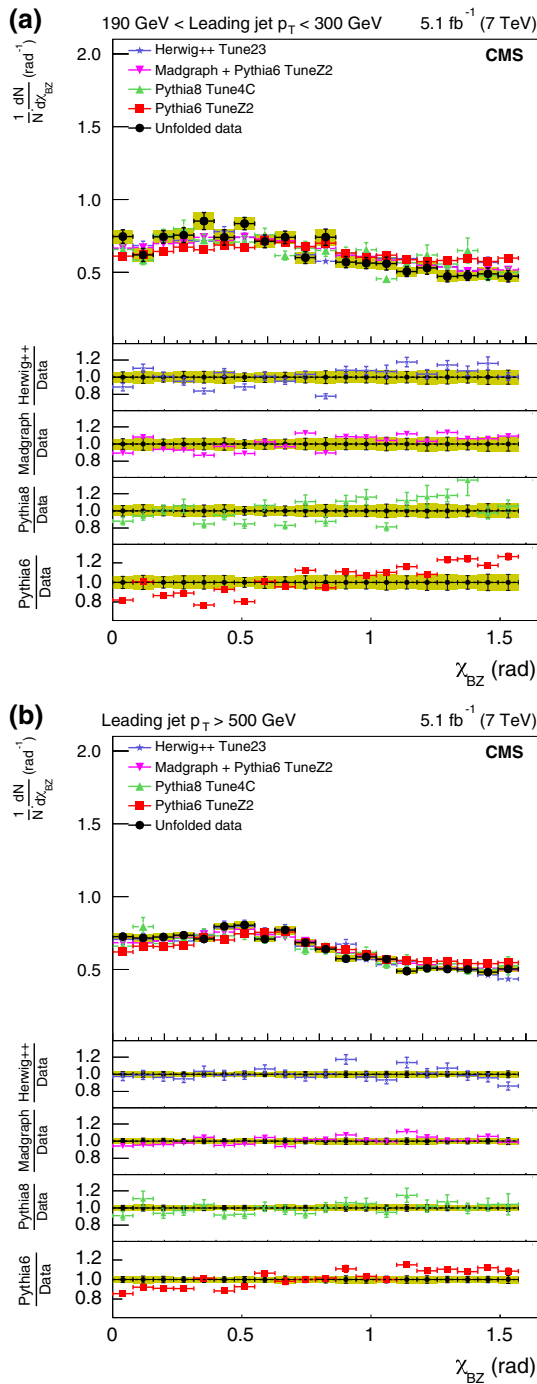 (a) 190 GeV < Leading jet p_T < 300 GeV 5.1 fb⁻¹ (7 TeV)
2.1
Herwig++ Tune23
CMS
Madgraph + Pythia6 TuneZ2
Pythia8 Tune4C
Pythia6 TuneZ2
Unfolded data
1/N dN/dχ_BZ (rad⁻¹)
1.5
1.0
0.5
Herwig++/Data
1.2
1.0
0.8
Madgraph/Data
1.2
1.0
0.8
Pythia8/Data
1.2
1.0
0.8
Pythia6/Data
1.2
1.0
0.8
0 0.5 1 1.5
χ_BZ (rad)
(b) Leading jet p_T > 500 GeV 5.1 fb⁻¹ (7 TeV)
2.1
Herwig++ Tune23
CMS
Madgraph + Pythia6 TuneZ2
Pythia8 Tune4C
Pythia6 TuneZ2
Unfolded data
1/N dN/dχ_BZ (rad⁻¹)
1.5
1.0
0.5
Herwig++/Data
1.2
1.0
0.8
Madgraph/Data
1.2
1.0
0.8
Pythia8/Data
1.2
1.0
0.8
Pythia6/Data
1.2
1.0
0.8
0 0.5 1 1.5
χ_BZ (rad)